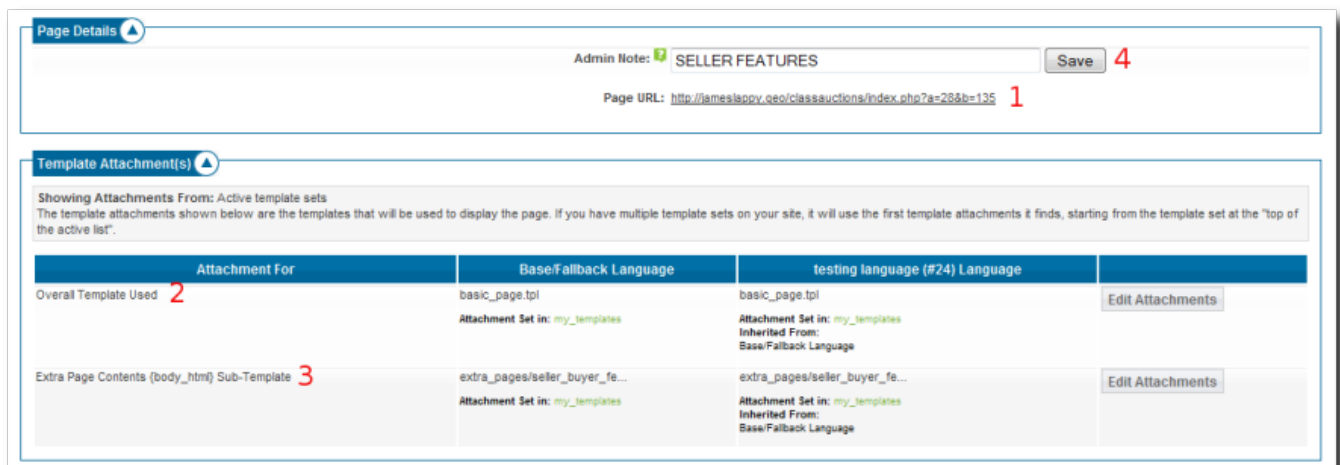 Page Details
Admin Note: ? SELLER FEATURES Save 4
Page URL: http://jameslappy.geo/classauctions/index.php?a=28&b=135 1
Template Attachment(s)
Showing Attachments From: Active template sets
The template attachments shown below are the templates that will be used to display the page. If you have multiple template sets on your site, it will use the first template attachments it finds, starting from the template set at the "top of
the active list".
Attachment For Base/Fallback Language testing language (#24) Language
Overall Template Used 2 basic_page.tpl basic_page.tpl Edit Attachments
Attachment Set in: my_templates Attachment Set in: my_templates
Inherited From:
Base/Fallback Language
Extra Page Contents {body_html} Sub-Template 3 extra_pages/seller_buyer_fe... extra_pages/seller_buyer_fe... Edit Attachments
Attachment Set in: my_templates Attachment Set in: my_templates
Inherited From:
Base/Fallback Language